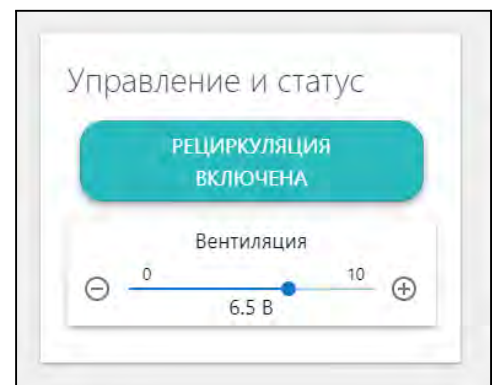 Управление и статус
РЕЦИРКУЛЯЦИЯ
ВКЛЮЧЕНА
Вентиляция
0 10
6.5 В